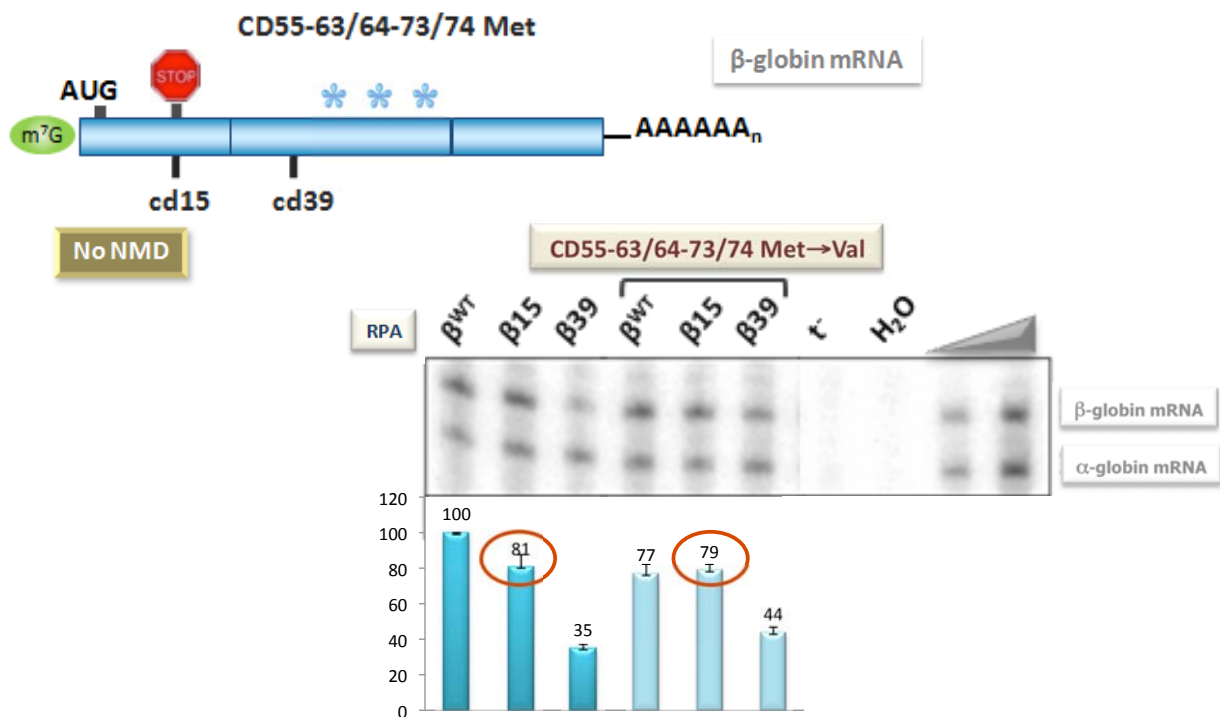 CD55-63/64-73/74 Met
β-globin mRNA
STOP
AUG
m⁷G
AAAAAAₙ
cd15
cd39
No NMD
CD55-63/64-73/74 Met→Val
RPA
βᵂᵀ
β15
β39
βᵂᵀ
β15
β39
t⁻
H₂O
β-globin mRNA
α-globin mRNA
120
100
80
60
40
20
0
100
81
35
77
79
44